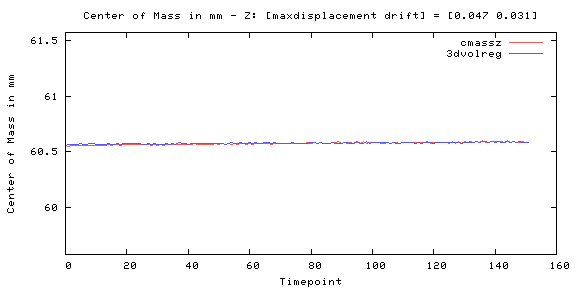 Center of Mass in mm - Z: [maxdisplacement drift] = [0.047 0.031]
cmassz
3dvolreg
61.5
61
60.5
60
Center of Mass in mm
0 20 40 60 80 100 120 140 160
Timepoint